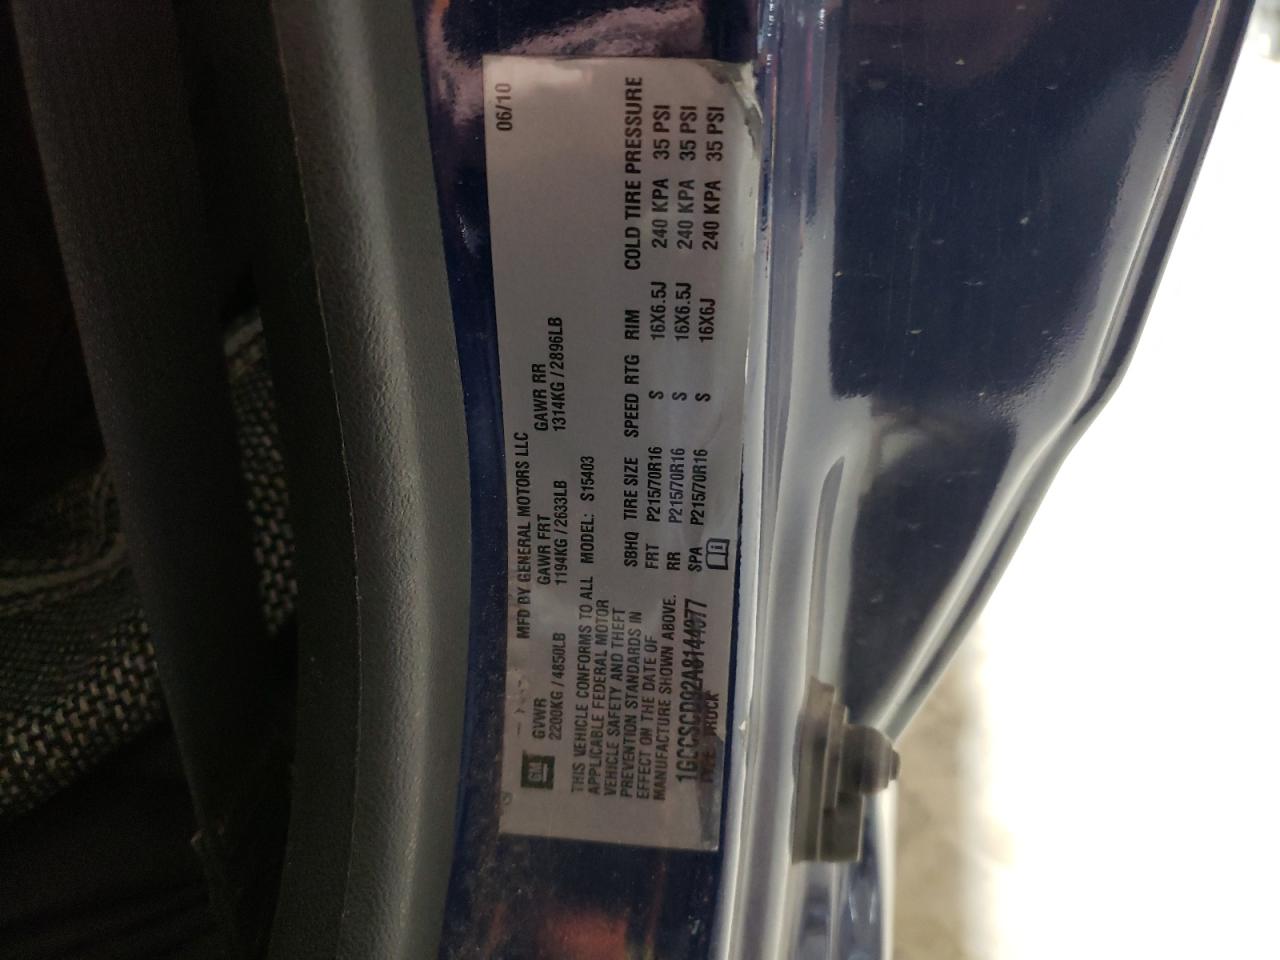 06/10
MFD BY GENERAL MOTORS LLC
GM
GVWR GAWR FRT GAWR RR
2200KG / 4850LB 1194KG / 2633LB 1314KG / 2896LB
THIS VEHICLE CONFORMS TO ALL
APPLICABLE FEDERAL MOTOR
VEHICLE SAFETY AND THEFT
PREVENTION STANDARDS IN
EFFECT ON THE DATE OF
MANUFACTURE SHOWN ABOVE.
MODEL: S15403
SBHQ TIRE SIZE SPEED RTG RIM COLD TIRE PRESSURE
FRT P215/70R16 S 16X6.5J 240 KPA 35 PSI
RR P215/70R16 S 16X6.5J 240 KPA 35 PSI
SPA P215/70R16 S 16X6J 240 KPA 35 PSI
TRUCK